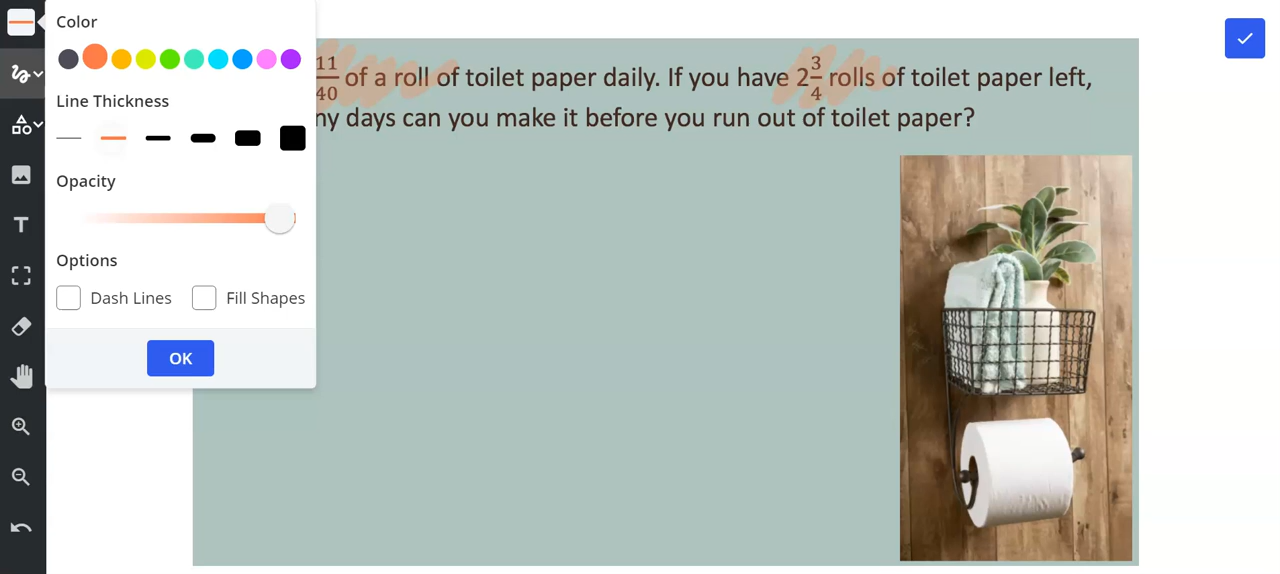 Color
Line Thickness
Opacity
Options
Dash Lines
Fill Shapes
OK
T
11/40 of a roll of toilet paper daily. If you have 2 3/4 rolls of toilet paper left,
ny days can you make it before you run out of toilet paper?